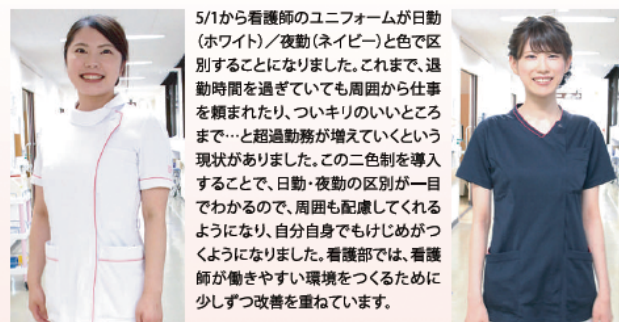 5/1から看護師のユニフォームが日勤
（ホワイト）／夜勤（ネイビー）と色で区
別することになりました。これまで、退
勤時間を過ぎていても周囲から仕事
を頼まれたり、ついキリのいいところ
まで…と超過勤務が増えていくという
現状がありました。この二色制を導入
することで、日勤・夜勤の区別が一目
でわかるので、周囲も配慮してくれる
ようになり、自分自身でもけじめがつ
くようになりました。看護部では、看護
師が働きやすい環境をつくるために
少しずつ改善を重ねています。